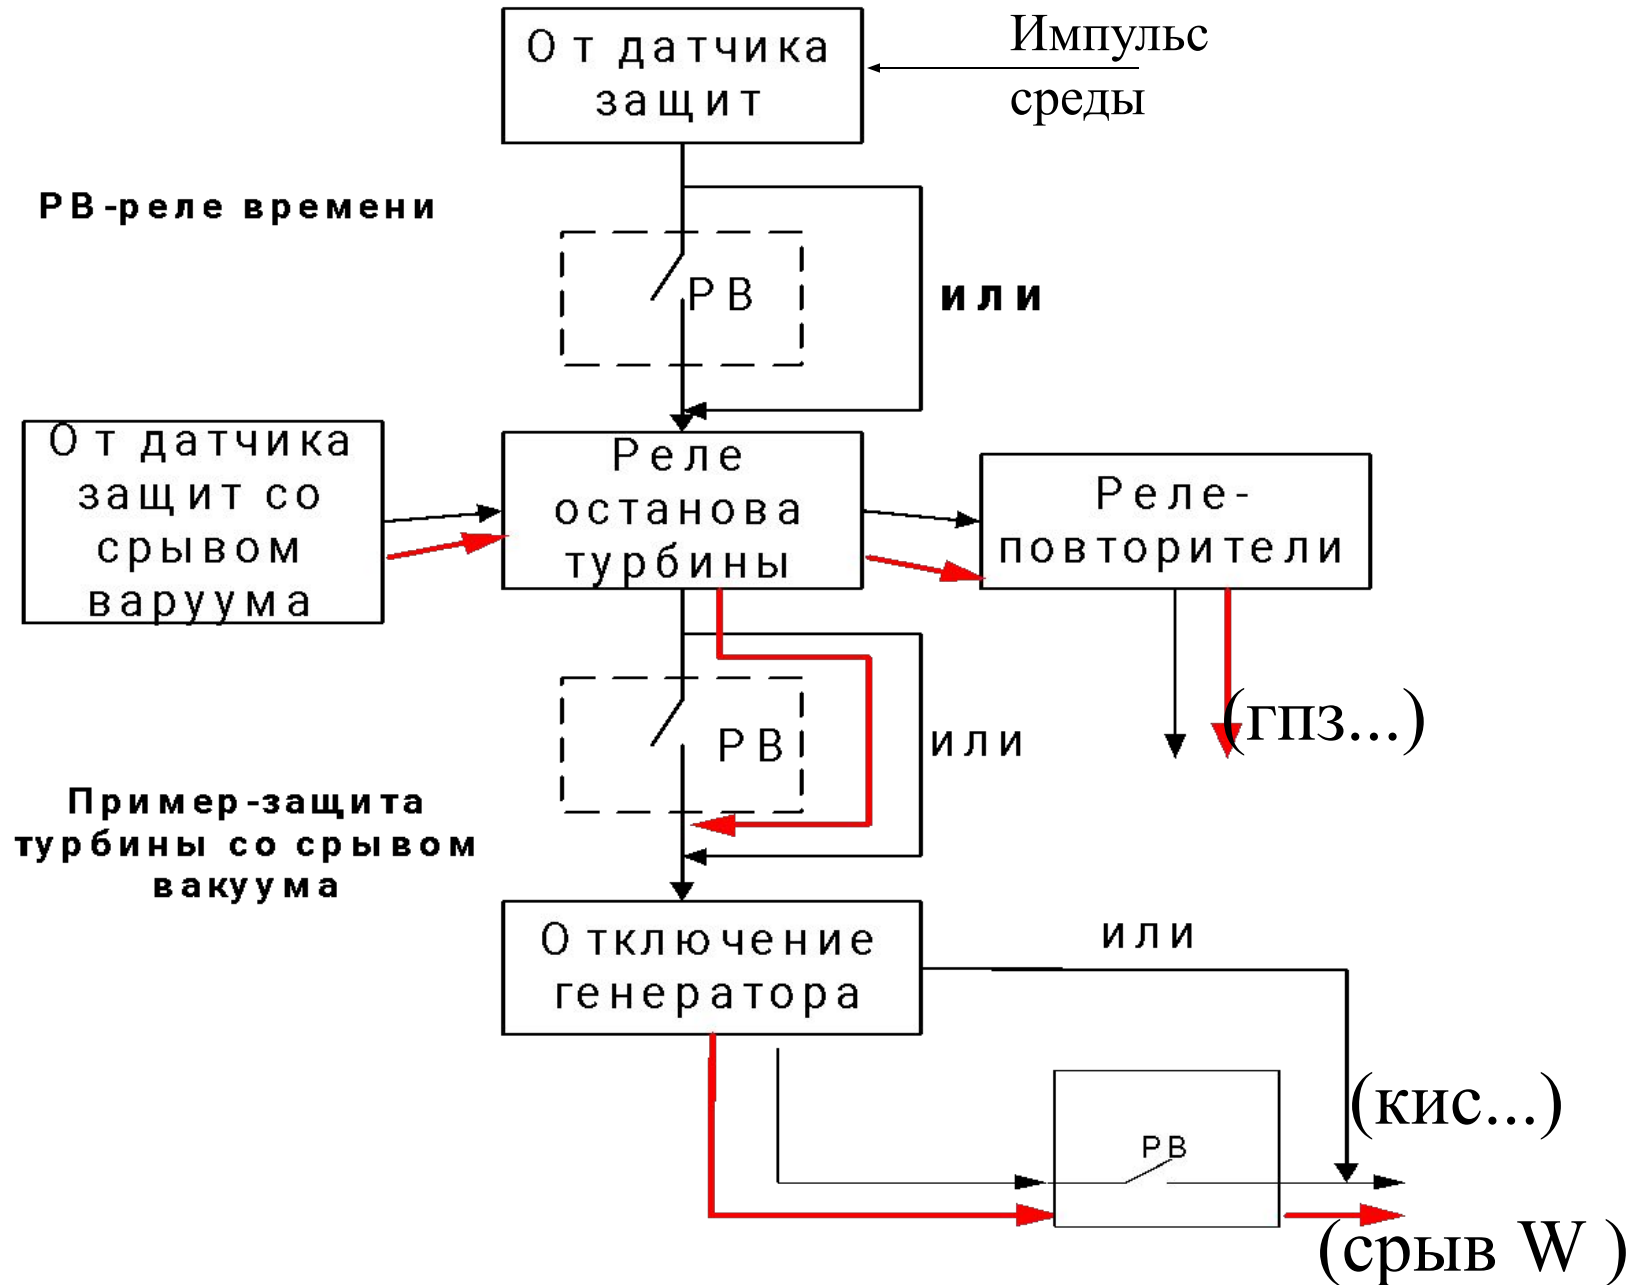 От датчика
защит
Импульс
среды
РВ-реле времени
РВ
или
От датчика
защит со
срывом
варуума
Реле
останова
турбины
Реле-
повторители
(гпз...)
РВ
или
Пример-защита
турбины со срывом
вакуума
Отключение
генератора
или
(кис...)
РВ
(срыв W )